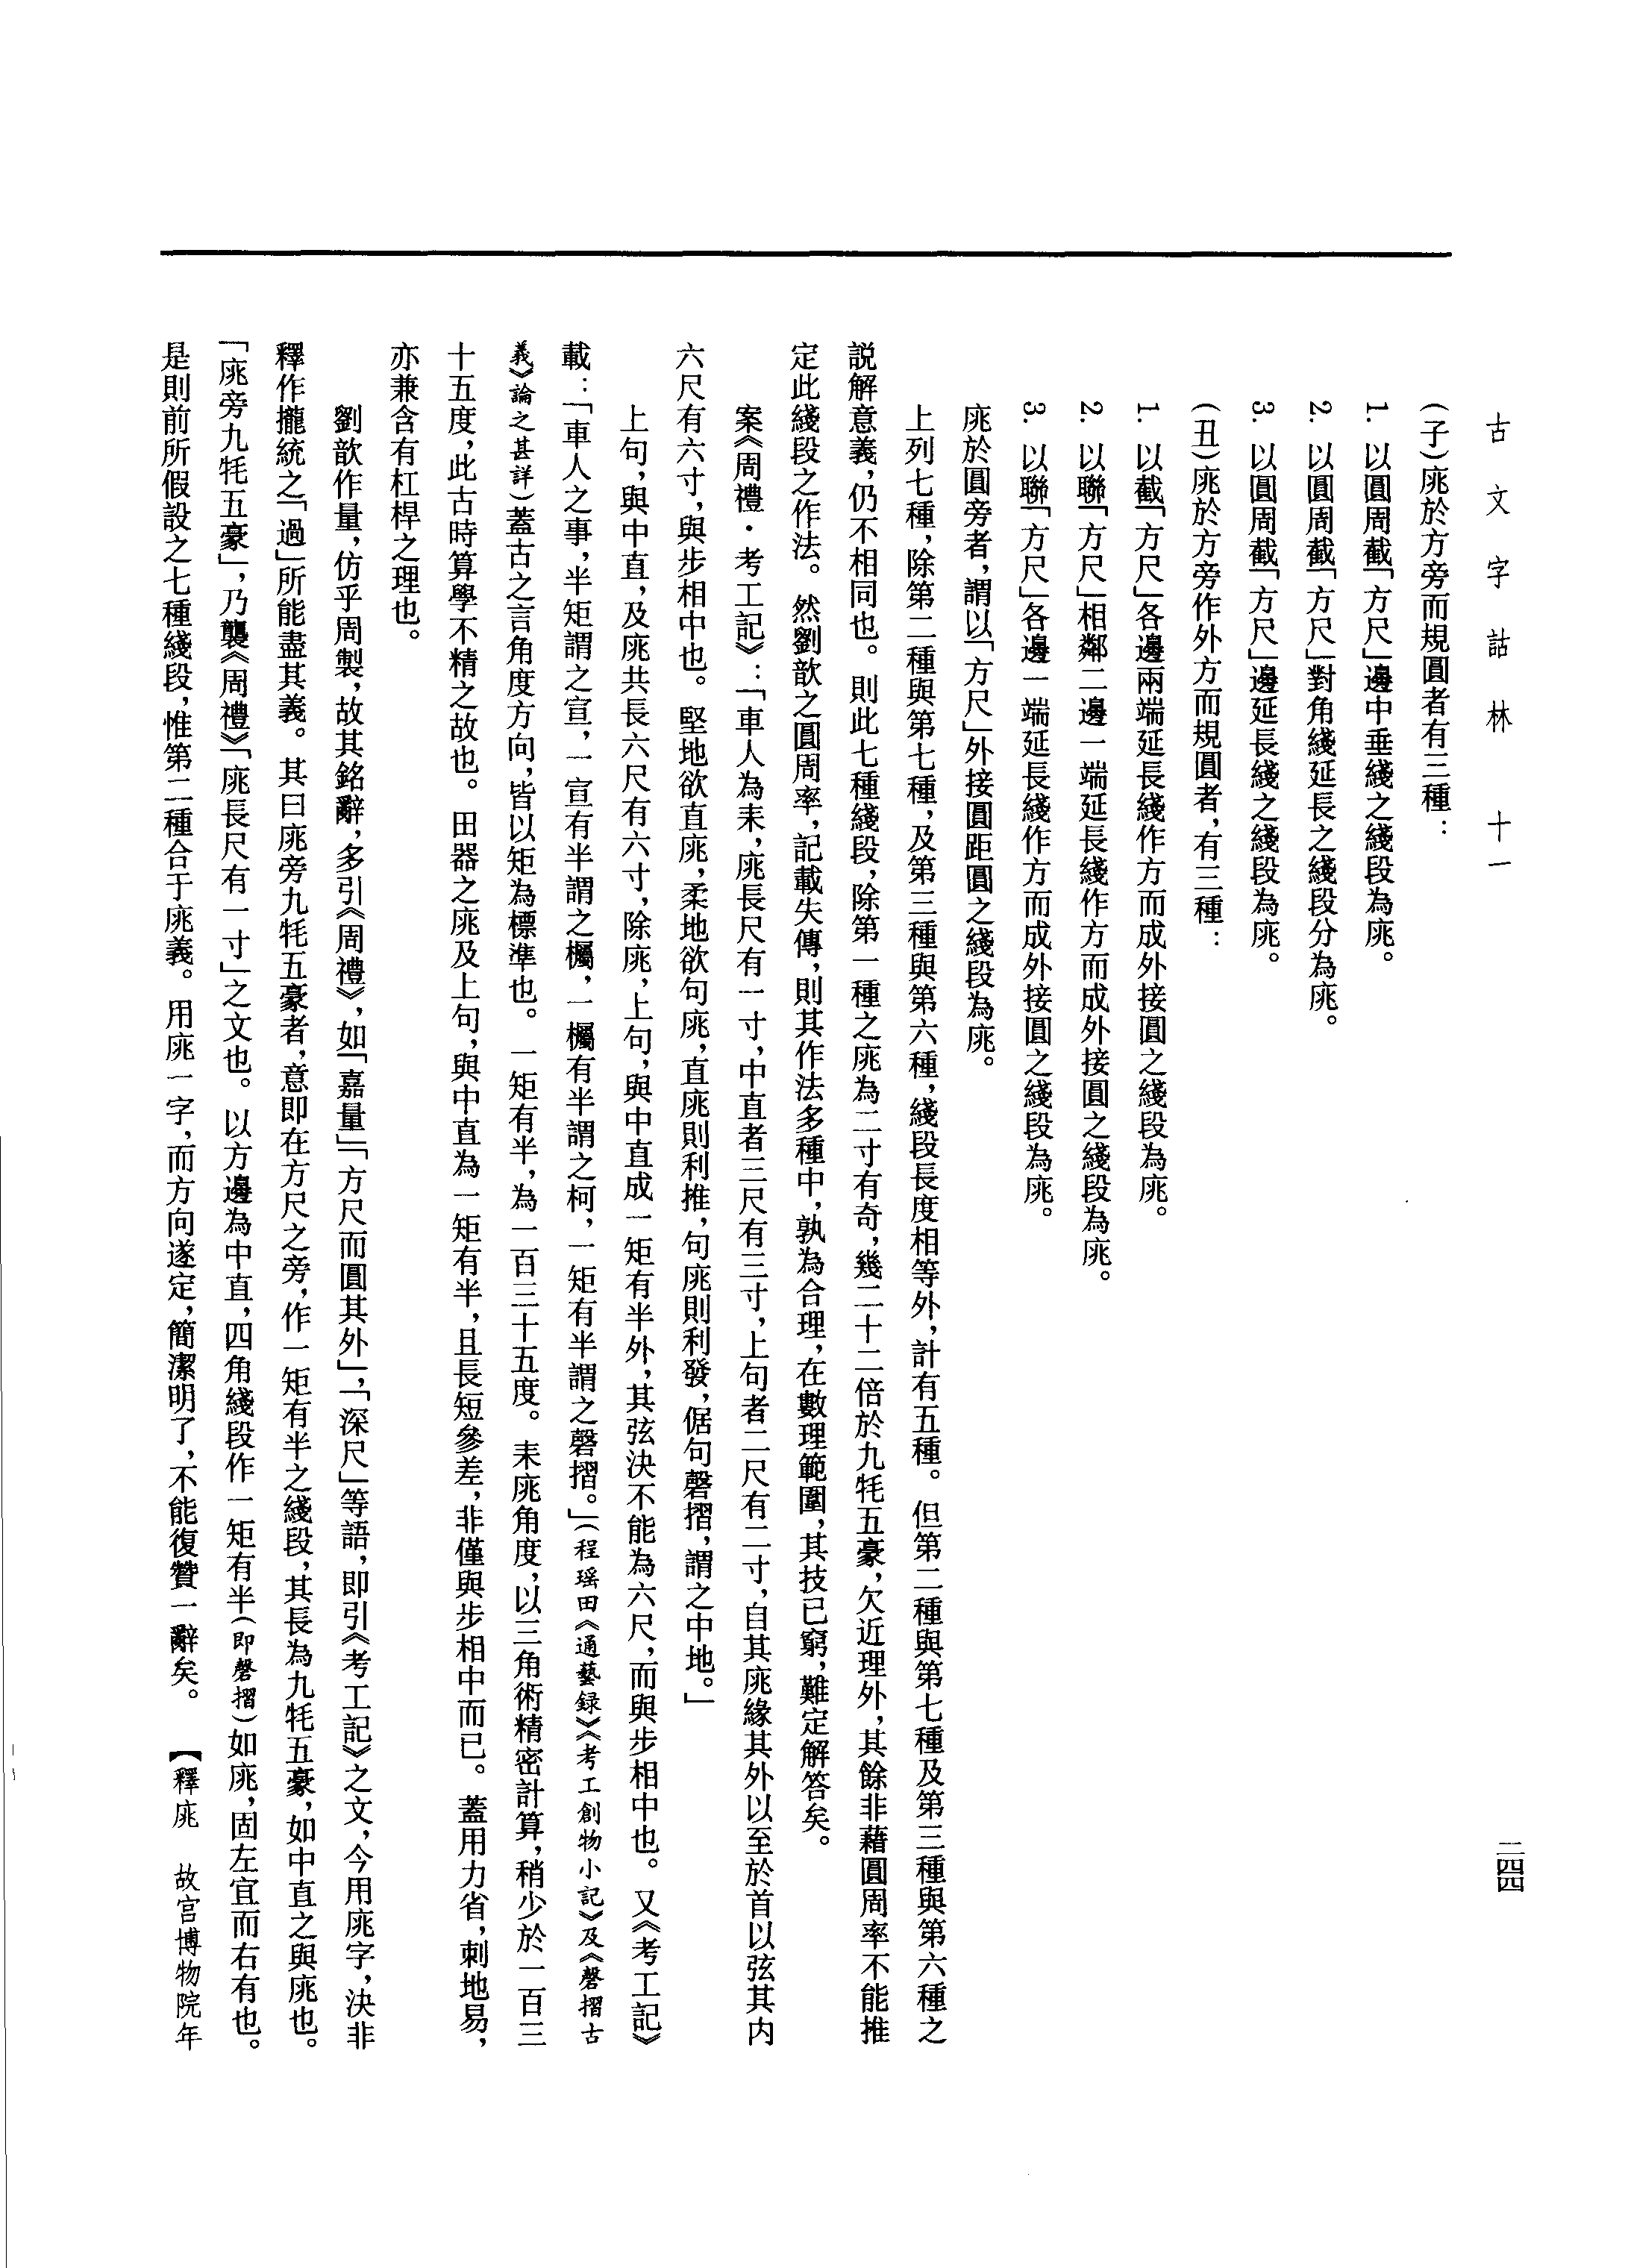 古文字詁林　十一
二四四
(子)庣於方旁而規圓者有三種：
1. 以圓周截「方尺」邊中垂綫之綫段為庣。
2. 以圓周截「方尺」對角綫延長之綫段分為庣。
3. 以圓周截「方尺」邊延長綫之綫段為庣。
(丑)庣於方旁作外方而規圓者，有三種：
1. 以截「方尺」各邊兩端延長綫作方而成外接圓之綫段為庣。
2. 以聯「方尺」相鄰二邊一端延長綫作方而成外接圓之綫段為庣。
3. 以聯「方尺」各邊一端延長綫作方而成外接圓之綫段為庣。
庣於圓旁者，謂以「方尺」外接圓距圓之綫段為庣。
上列七種，除第二種與第七種，及第三種與第六種，綫段長度相等外，計有五種。但第二種與第七種及第三種與第六種之
説解意義，仍不相同也。則此七種綫段，除第一種之庣為二寸有奇，幾二十二倍於九牦五豪，欠近理外，其餘非藉圓周率不能推
定此綫段之作法。然劉歆之圓周率，記載失傳，則其作法多種中，孰為合理，在數理範圍，其技已窮，難定解答矣。
案《周禮·考工記》：「車人為耒，庣長尺有一寸，中直者三尺有三寸，上句者二尺有二寸，自其庣緣其外以至於首以弦其内
六尺有六寸，與步相中也。堅地欲直庣，柔地欲句庣，直庣則利推，句庣則利發，倨句磬摺，謂之中地。」
上句，與中直，及庣共長六尺有六寸，除庣，上句，與中直成一矩有半外，其弦決不能為六尺，而與步相中也。又《考工記》
載：「車人之事，半矩謂之宣，一宣有半謂之欘，一欘有半謂之柯，一矩有半謂之磬摺。」(程瑶田《通藝録》《考工創物小記》及《磬摺古
義》論之甚詳)蓋古之言角度方向，皆以矩為標準也。一矩有半，為一百三十五度。耒庣角度，以三角術精密計算，稍少於一百三
十五度，此古時算學不精之故也。田器之庣及上句，與中直為一矩有半，且長短參差，非僅與步相中而已。蓋用力省，刺地易，
亦兼含有杠桿之理也。
劉歆作量，仿乎周製，故其銘辭，多引《周禮》，如「嘉量」「方尺而圓其外」，「深尺」等語，即引《考工記》之文，今用庣字，決非
釋作攏統之「過」所能盡其義。其曰庣旁九牦五豪者，意即在方尺之旁，作一矩有半之綫段，其長為九牦五豪，如中直之與庣也。
「庣旁九牦五豪」，乃襲《周禮》「庣長尺有一寸」之文也。以方邊為中直，四角綫段作一矩有半(即磬摺)如庣，固左宜而右有也。
是則前所假設之七種綫段，惟第二種合于庣義。用庣一字，而方向遂定，簡潔明了，不能復贊一辭矣。　【釋庣　故宫博物院年